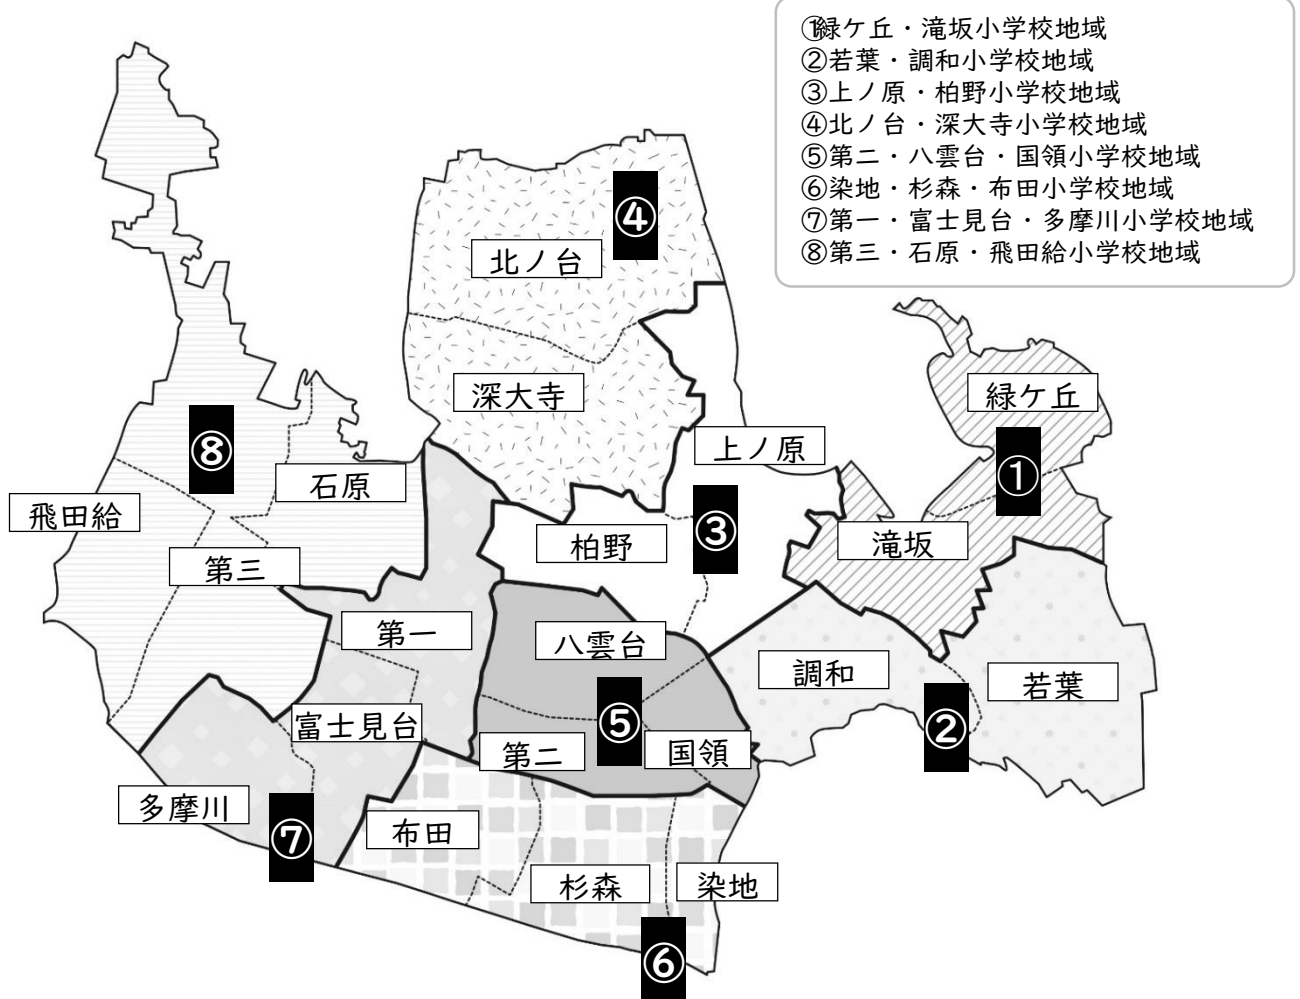 ①緑ケ丘・滝坂小学校地域
②若葉・調和小学校地域
③上ノ原・柏野小学校地域
④北ノ台・深大寺小学校地域
⑤第二・八雲台・国領小学校地域
⑥染地・杉森・布田小学校地域
⑦第一・富士見台・多摩川小学校地域
⑧第三・石原・飛田給小学校地域
④
北ノ台
深大寺
緑ケ丘
①
上ノ原
⑧
石原
飛田給
③
柏野
滝坂
第三
第一
八雲台
調和
若葉
②
⑤
富士見台
第二
国領
多摩川
⑦
布田
杉森
染地
⑥